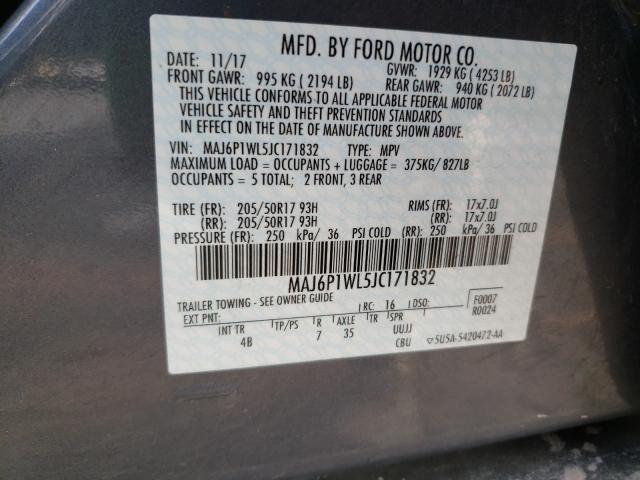 MFD. BY FORD MOTOR CO.
DATE: 11/17
GVWR: 1929 KG ( 4253 LB)
FRONT GAWR: 995 KG ( 2194 LB)
REAR GAWR: 940 KG ( 2072 LB)
THIS VEHICLE CONFORMS TO ALL APPLICABLE FEDERAL MOTOR
VEHICLE SAFETY AND THEFT PREVENTION STANDARDS
IN EFFECT ON THE DATE OF MANUFACTURE SHOWN ABOVE.
VIN: MAJ6P1WL5JC171832 TYPE: MPV
MAXIMUM LOAD = OCCUPANTS + LUGGAGE = 375KG/ 827LB
OCCUPANTS = 5 TOTAL; 2 FRONT, 3 REAR
TIRE (FR): 205/50R17 93H RIMS (FR): 17x7.0J
(RR): 205/50R17 93H (RR): 17x7.0J
PRESSURE (FR): 250 kPa/ 36 PSI COLD (RR): 250 kPa/ 36 PSI COLD
MAJ6P1WL5JC171832
TRAILER TOWING - SEE OWNER GUIDE
RC: 16 DSO:
F0007
R0024
EXT PNT:
INT TR TP/PS R AXLE TR SPR
4B 7 35 UUJJ
CBU
5U5A-5420472-AA